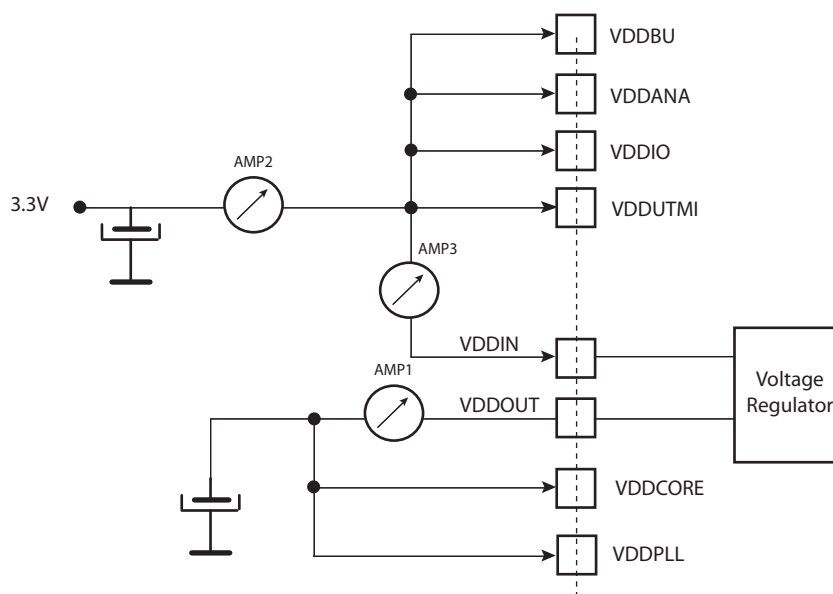 VDDBU
VDDANA
VDDIO
AMP2
3.3V
VDDUTMI
AMP3
VDDIN
AMP1
VDDOUT
Voltage
Regulator
VDDCORE
VDDPLL